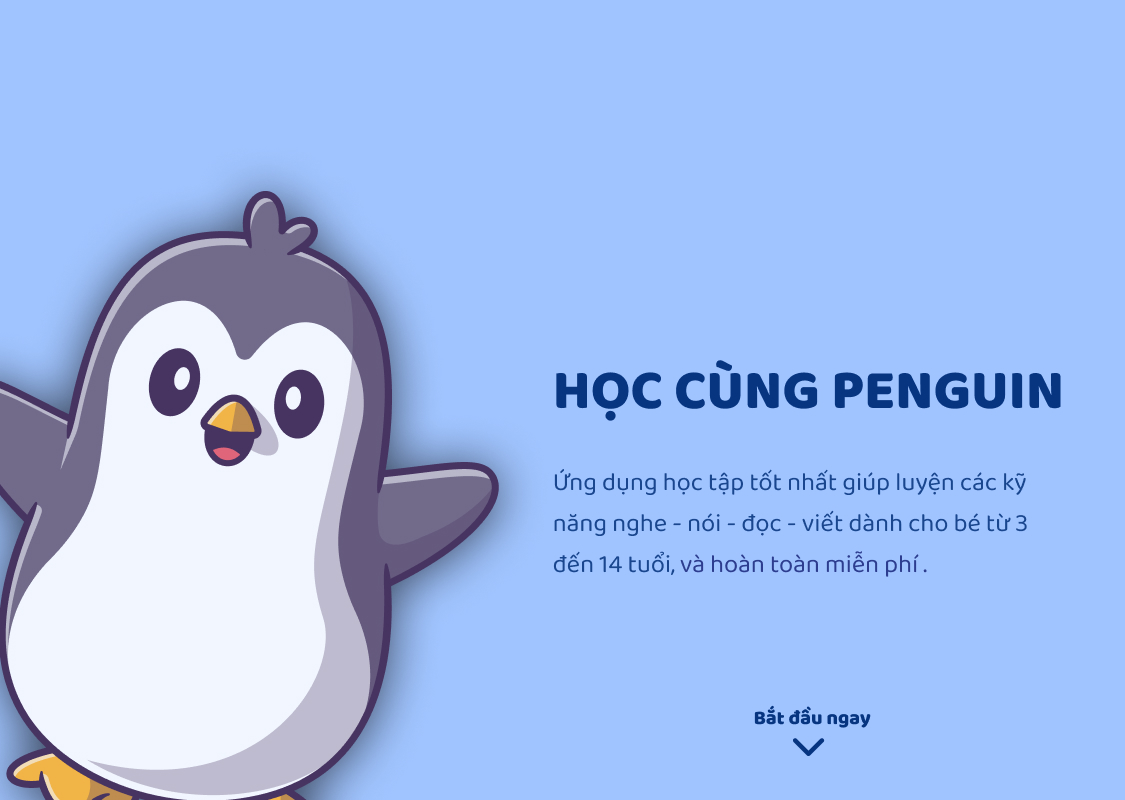 HỌC CÙNG PENGUIN
Ứng dụng học tập tốt nhất giúp luyện các kỹ
năng nghe - nói - đọc - viết dành cho bé từ 3
đến 14 tuổi, và hoàn toàn miễn phí .
Bắt đầu ngay